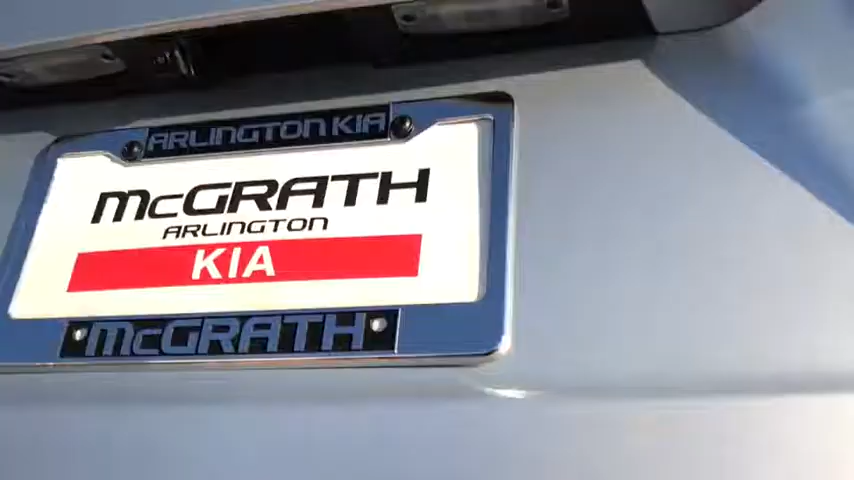 ARLINGTON KIA
McGRATH
ARLINGTON
KIA
McGRATH